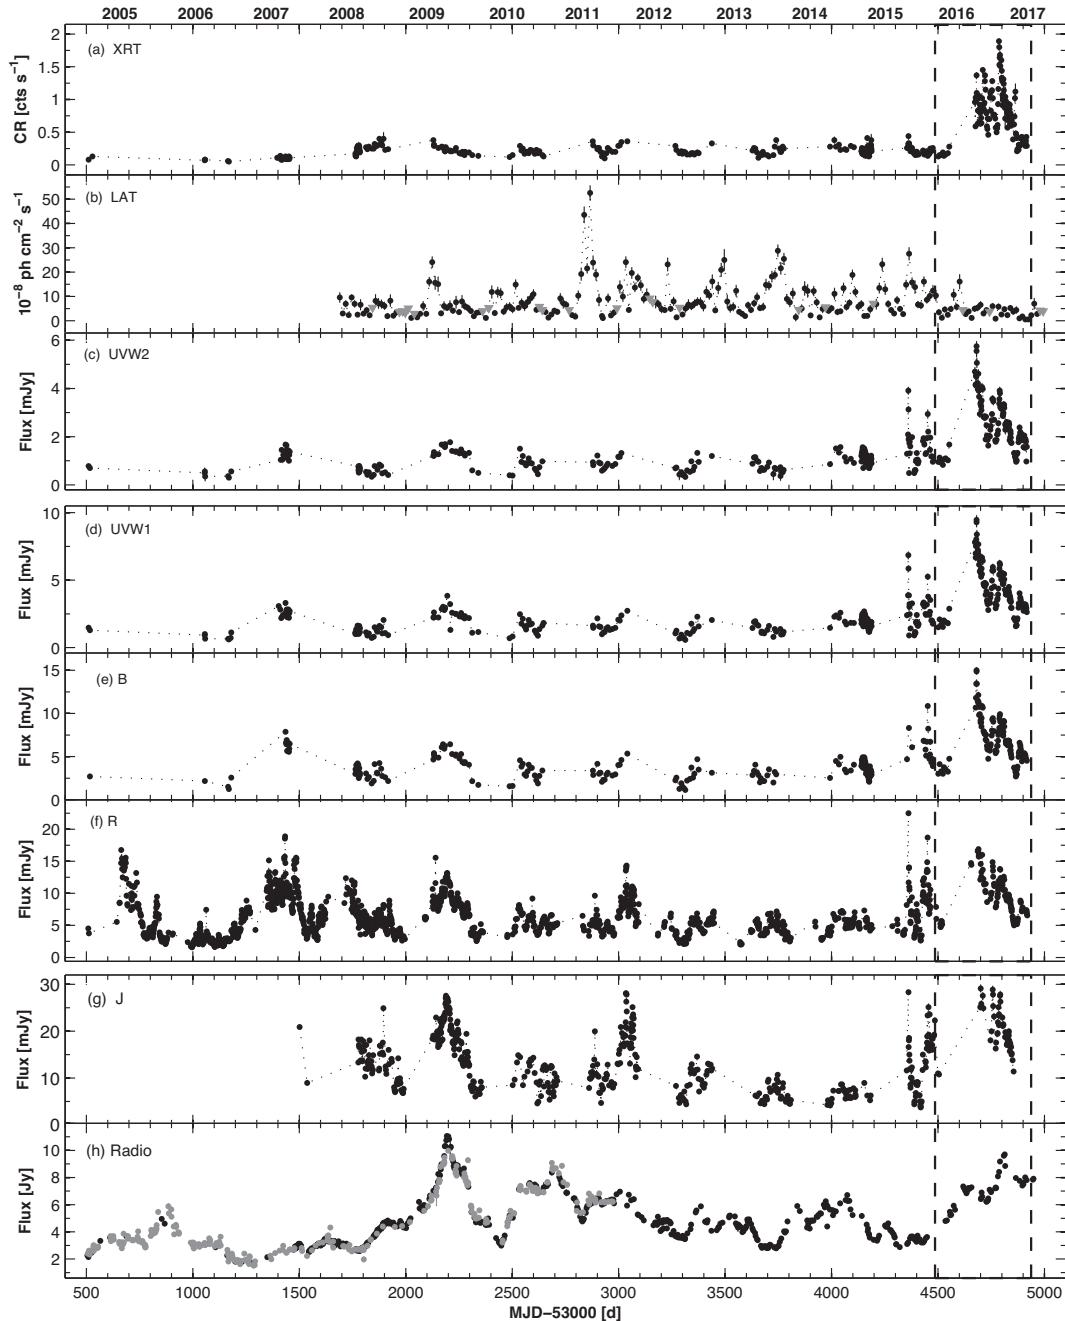 2005 2006 2007 2008 2009 2010 2011 2012 2013 2014 2015 2016 2017
(a) XRT
CR [cts s⁻¹]
2
1.5
1
0.5
0
(b) LAT
10⁻⁸ ph cm⁻² s⁻¹
50
40
30
20
10
0
(c) UVW2
Flux [mJy]
6
4
2
0
(d) UVW1
Flux [mJy]
10
5
0
(e) B
Flux [mJy]
15
10
5
0
(f) R
Flux [mJy]
20
15
10
5
0
(g) J
Flux [mJy]
30
20
10
0
(h) Radio
Flux [Jy]
10
8
6
4
2
500 1000 1500 2000 2500 3000 3500 4000 4500 5000
MJD−53000 [d]